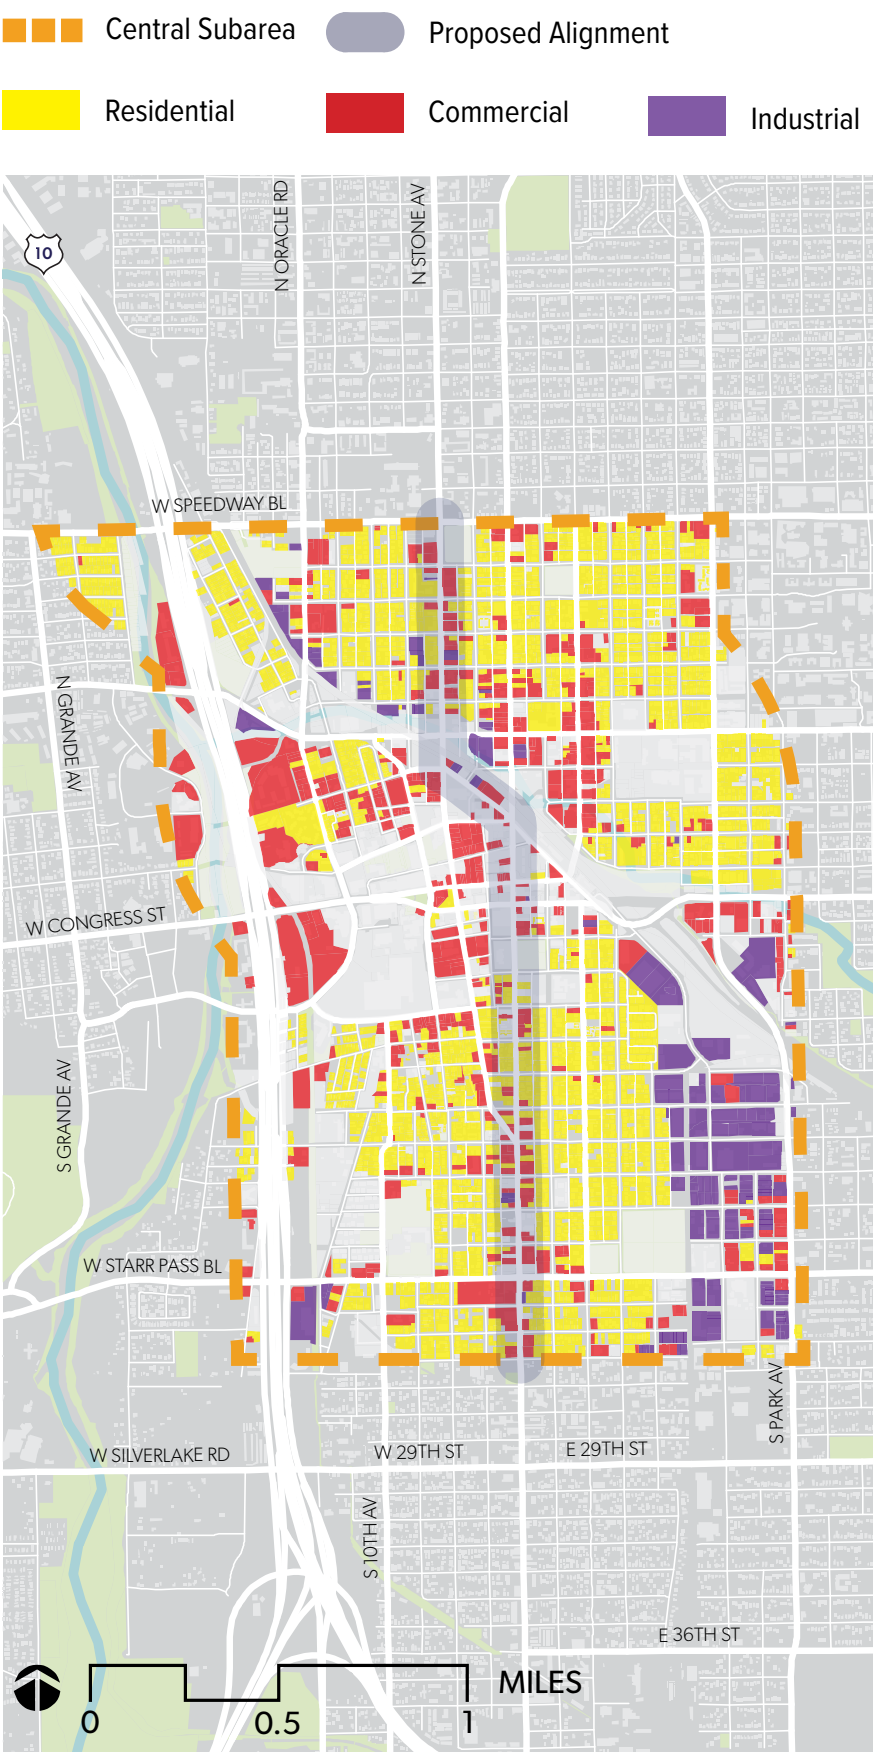 Central Subarea
Proposed Alignment
Residential
Commercial
Industrial
N ORACLE RD
N STONE AV
10
W SPEEDWAY BL
N GRANDE AV
W CONGRESS ST
S GRANDE AV
W STARR PASS BL
S PARK AV
W SILVERLAKE RD
W 29TH ST
E 29TH ST
S 10TH AV
E 36TH ST
MILES
0
0.5
1